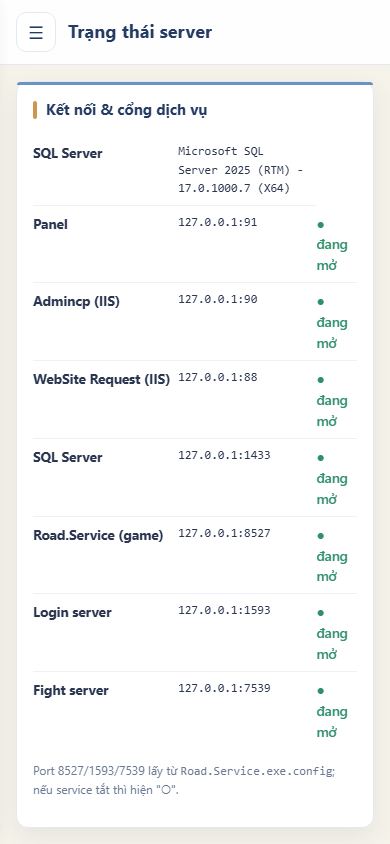 ☰ Trạng thái server
Kết nối & cổng dịch vụ
SQL Server Microsoft SQL
Server 2025 (RTM) -
17.0.1000.7 (X64)
Panel 127.0.0.1:91 ●
đang
mở
Admincp (IIS) 127.0.0.1:90 ●
đang
mở
WebSite Request (IIS) 127.0.0.1:88 ●
đang
mở
SQL Server 127.0.0.1:1433 ●
đang
mở
Road.Service (game) 127.0.0.1:8527 ●
đang
mở
Login server 127.0.0.1:1593 ●
đang
mở
Fight server 127.0.0.1:7539 ●
đang
mở
Port 8527/1593/7539 lấy từ Road.Service.exe.config;
nếu service tắt thì hiện "○".